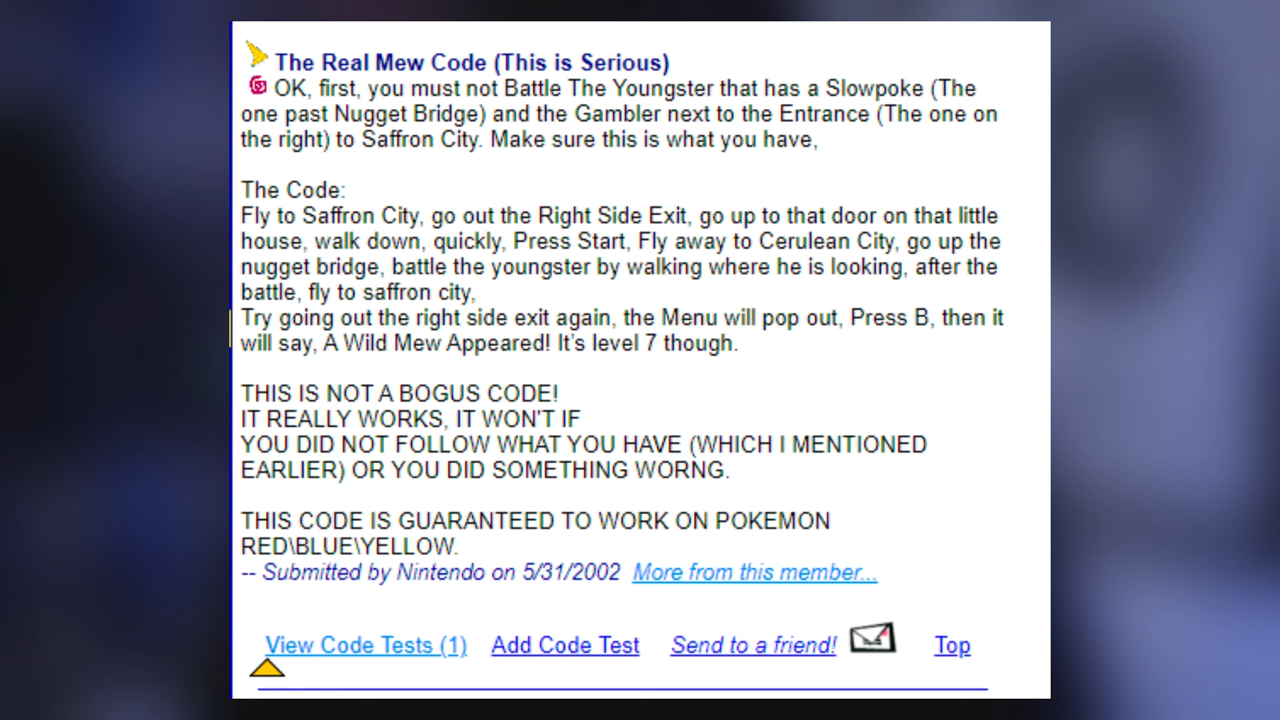 The Real Mew Code (This is Serious)
OK, first, you must not Battle The Youngster that has a Slowpoke (The
one past Nugget Bridge) and the Gambler next to the Entrance (The one on
the right) to Saffron City. Make sure this is what you have,
The Code:
Fly to Saffron City, go out the Right Side Exit, go up to that door on that little
house, walk down, quickly, Press Start, Fly away to Cerulean City, go up the
nugget bridge, battle the youngster by walking where he is looking, after the
battle, fly to saffron city,
Try going out the right side exit again, the Menu will pop out, Press B, then it
will say, A Wild Mew Appeared! It’s level 7 though.
THIS IS NOT A BOGUS CODE!
IT REALLY WORKS, IT WON'T IF
YOU DID NOT FOLLOW WHAT YOU HAVE (WHICH I MENTIONED
EARLIER) OR YOU DID SOMETHING WORNG.
THIS CODE IS GUARANTEED TO WORK ON POKEMON
RED\BLUE\YELLOW.
-- Submitted by Nintendo on 5/31/2002 More from this member...
View Code Tests (1) Add Code Test Send to a friend! Top